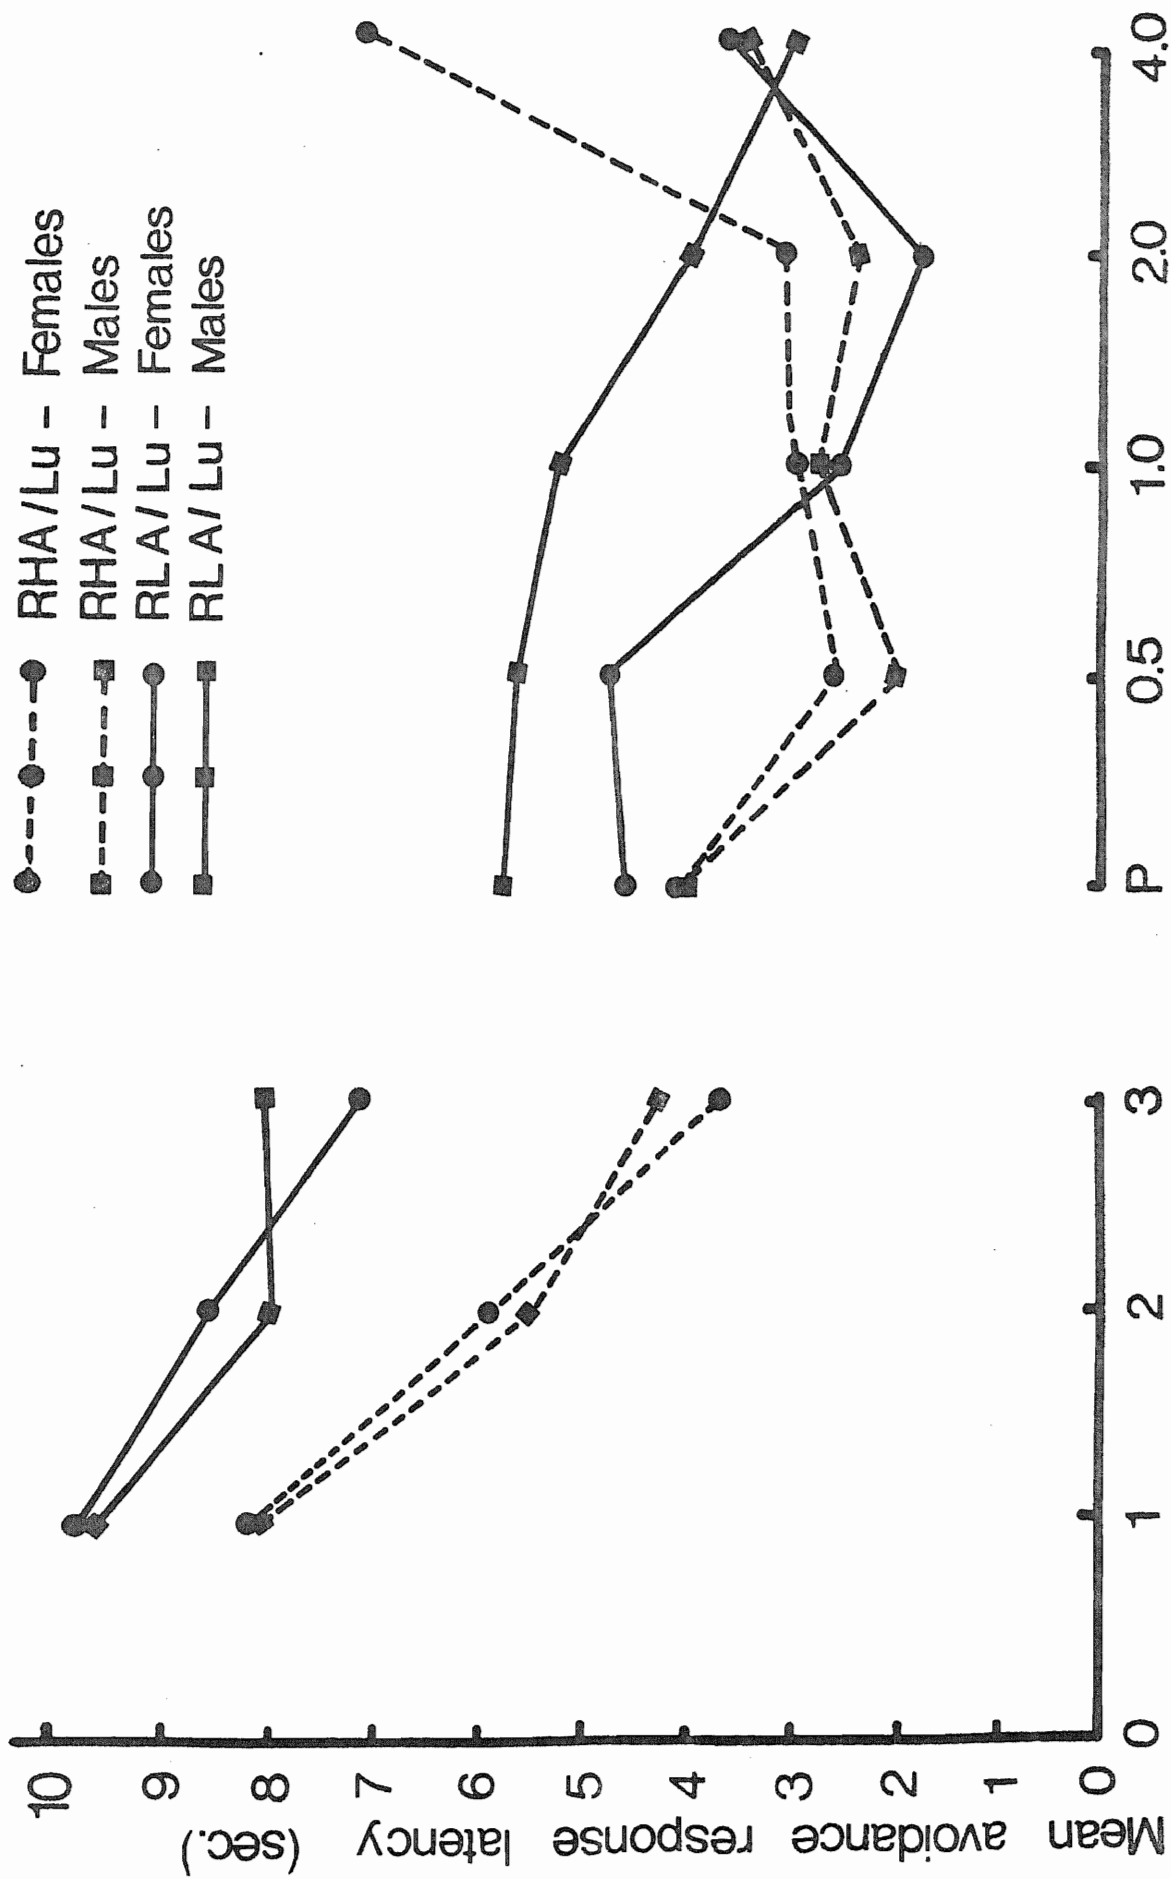 RHA/Lu - Females
RHA/Lu - Males
RLA/Lu - Females
RLA/Lu - Males
Mean avoidance response latency (sec.)
10
9
8
7
6
5
4
3
2
1
0
0 1 2 3
P 0.5 1.0 2.0 4.0